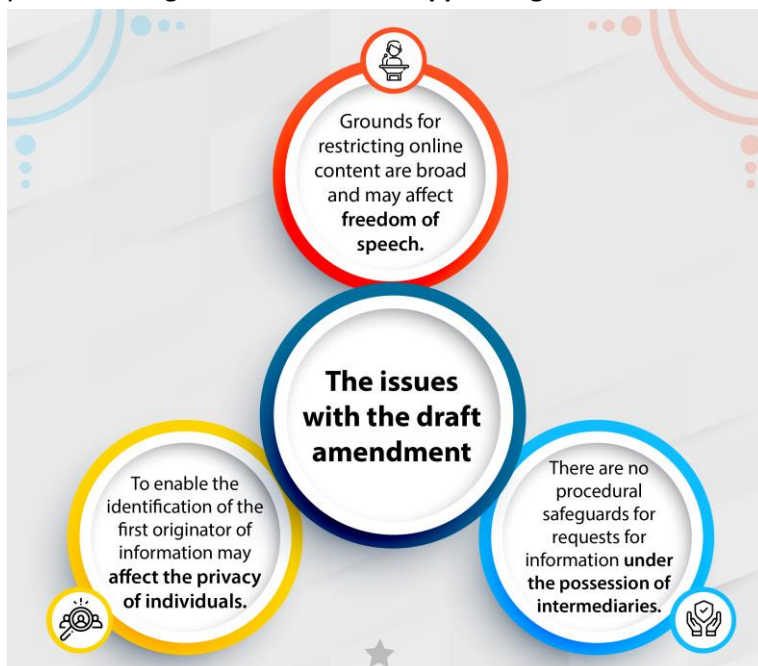 Grounds for
restricting online
content are broad
and may affect
freedom of
speech.
The issues
with the draft
amendment
To enable the
identification of the
first originator of
information may
affect the privacy
of individuals.
There are no
procedural
safeguards for
requests for
information under
the possession of
intermediaries.